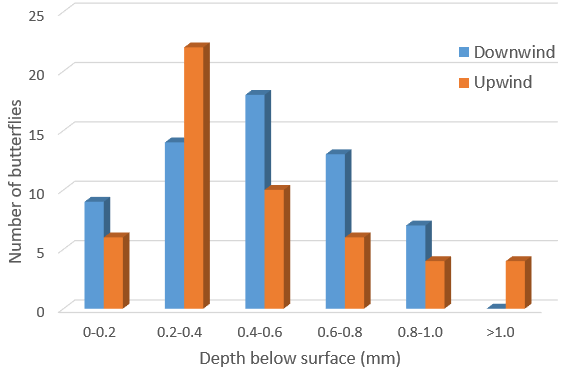 25
20
15
10
5
0
Number of butterflies
Downwind
Upwind
0-0.2 0.2-0.4 0.4-0.6 0.6-0.8 0.8-1.0 >1.0
Depth below surface (mm)